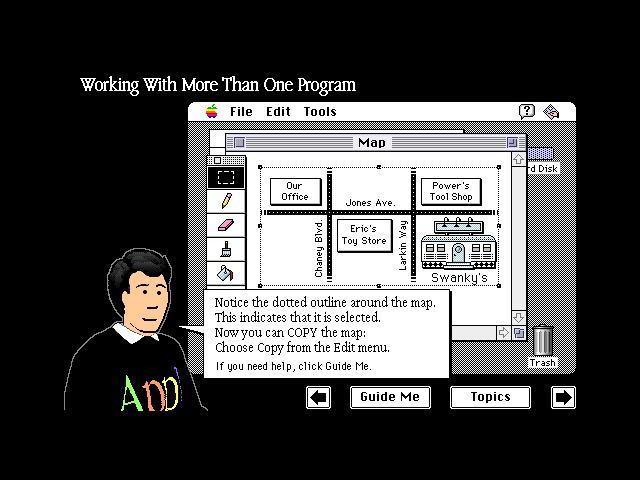 Working With More Than One Program
File Edit Tools
?
Map
rd Disk
Our
Office
Power's
Tool Shop
Jones Ave.
Chaney Blvd.
Eric's
Toy Store
Larkin Way
Swanky's
Notice the dotted outline around the map.
This indicates that it is selected.
Now you can COPY the map:
Choose Copy from the Edit menu.
If you need help, click Guide Me.
Trash
App
Guide Me
Topics